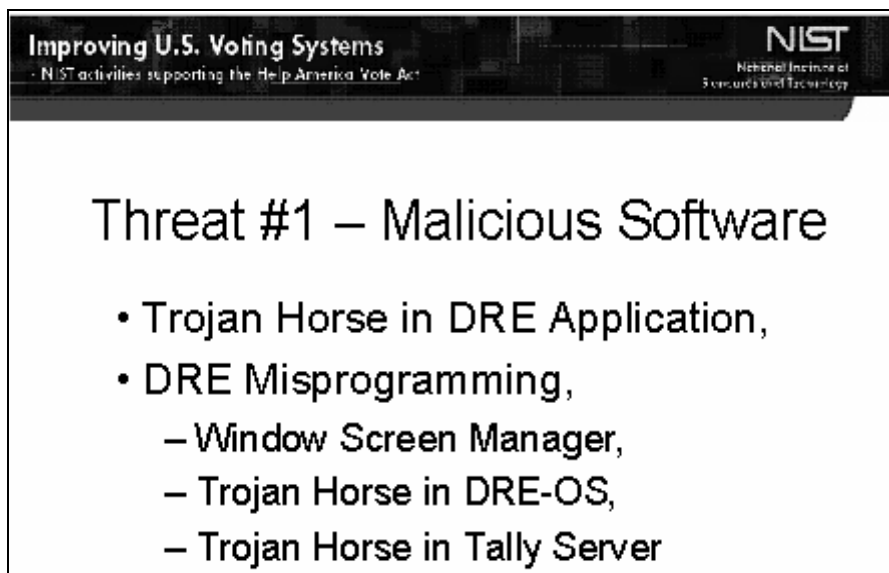 Improving U.S. Voting Systems
- NIST activities supporting the Help America Vote Act
NIST
National Institute of
Standards and Technology
Threat #1 – Malicious Software
• Trojan Horse in DRE Application,
• DRE Misprogramming,
– Window Screen Manager,
– Trojan Horse in DRE-OS,
– Trojan Horse in Tally Server